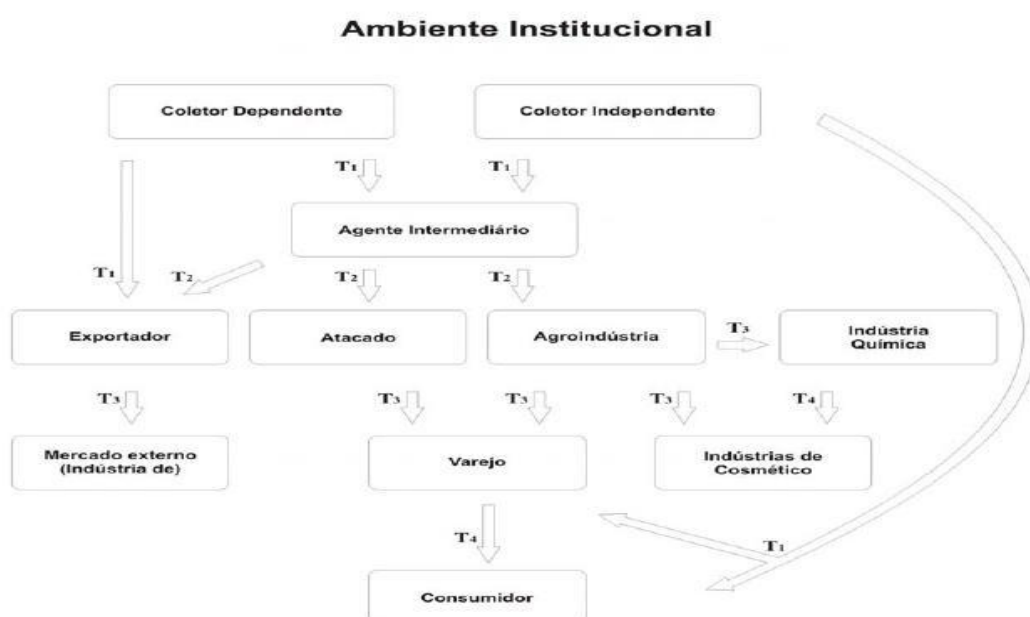 Ambiente Institucional
Coletor Dependente
Coletor Independente
T₁
T₁
Agente Intermediário
T₁
T₂
T₂
T₂
Exportador
Atacado
Agroindústria
T₃
Indústria
Química
T₃
T₃
T₃
T₃
T₄
Mercado externo
(Indústria de)
Varejo
Indústrias de
Cosmético
T₄
T₁
Consumidor